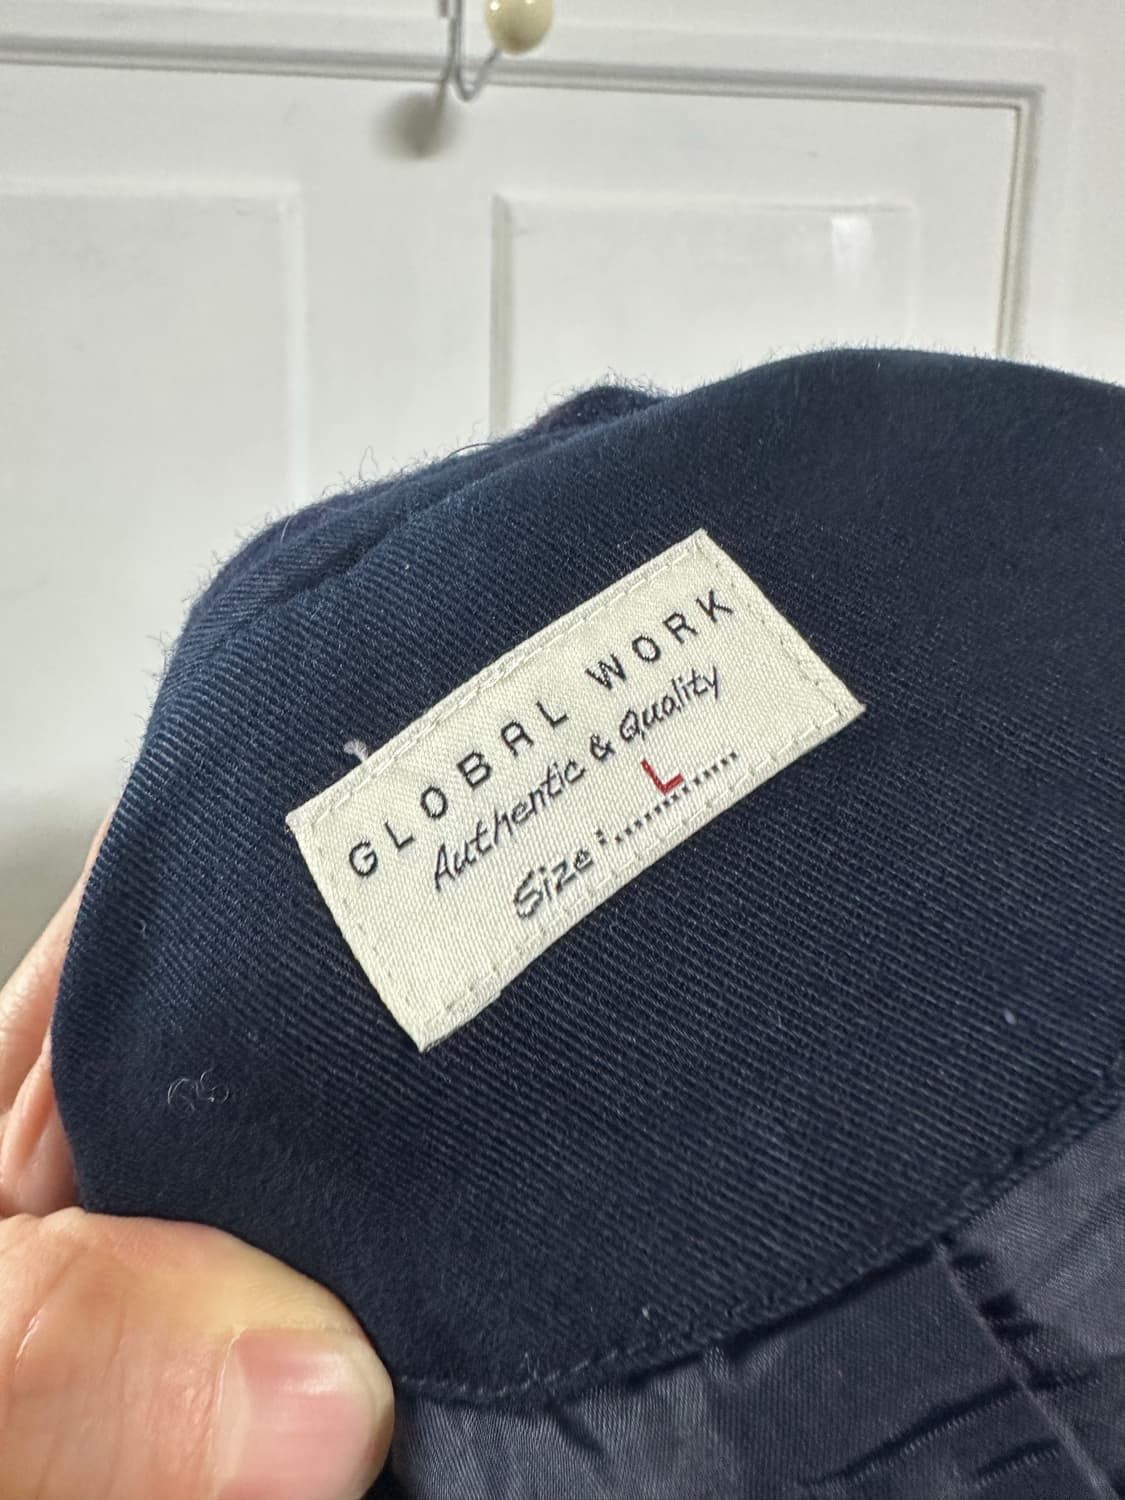 GLOBAL WORK
Authentic & Quality
Size:............ L